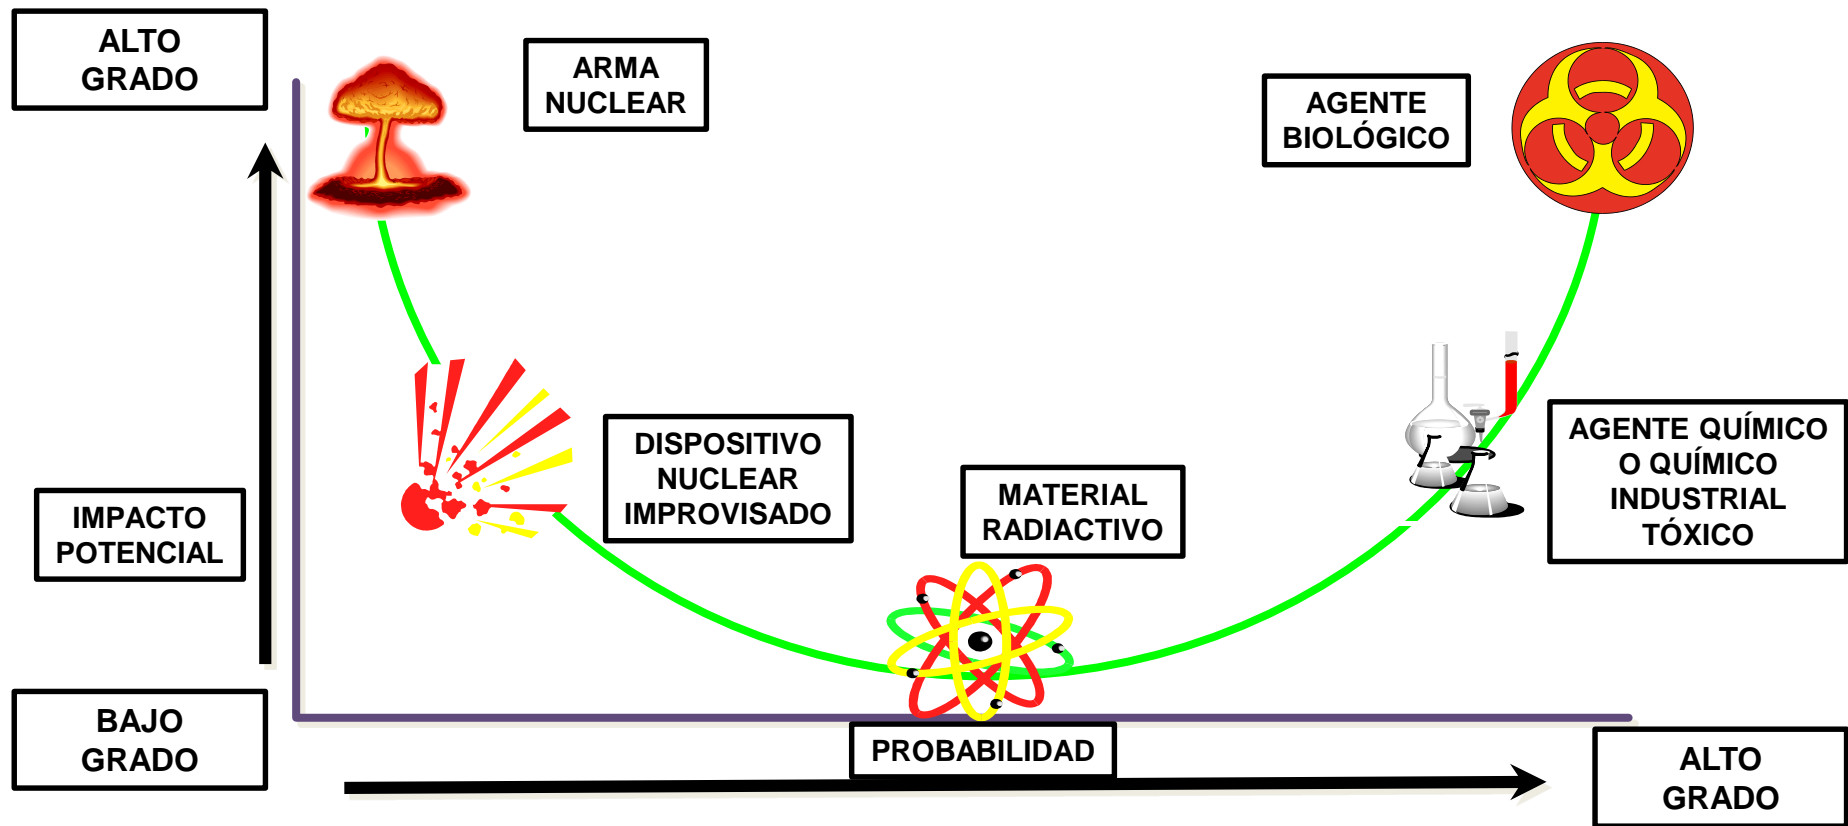 ALTO
GRADO
ARMA
NUCLEAR
AGENTE
BIOLÓGICO
DISPOSITIVO
NUCLEAR
IMPROVISADO
AGENTE QUÍMICO
O QUÍMICO
INDUSTRIAL
TÓXICO
MATERIAL
RADIACTIVO
IMPACTO
POTENCIAL
BAJO
GRADO
PROBABILIDAD
ALTO
GRADO